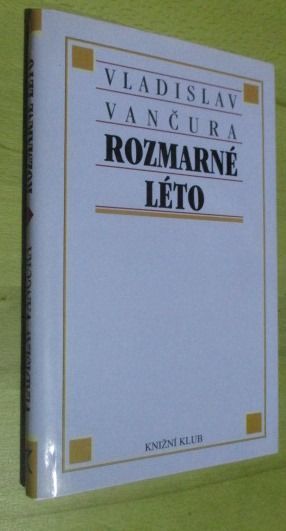 VLADISLAV
VANČURA
ROZMARNÉ
LÉTO
KNIŽNÍ KLUB